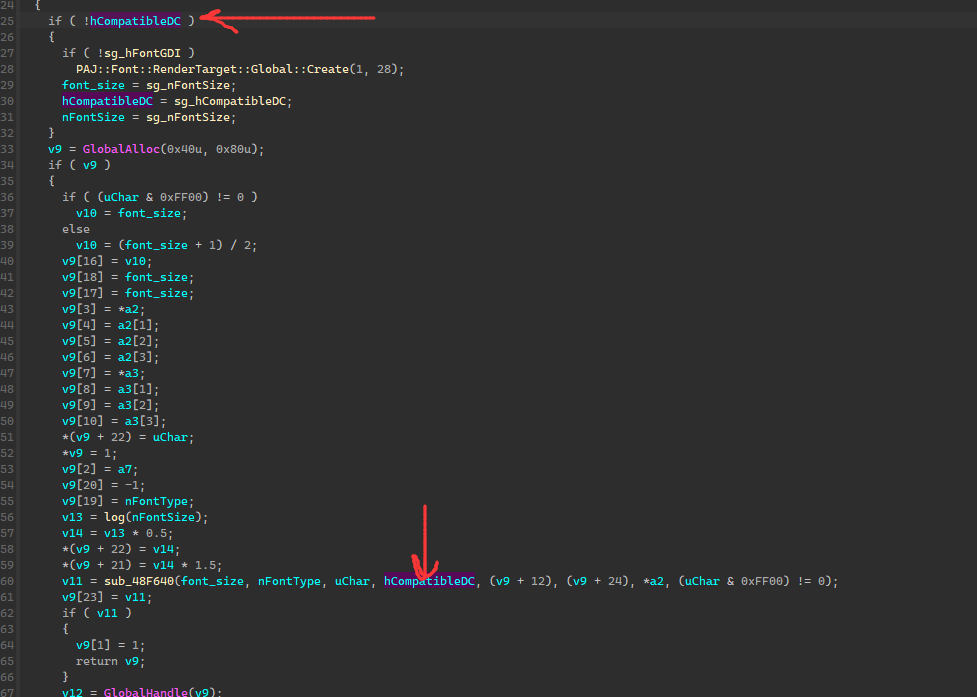 24 {
25 if ( !hCompatibleDC )
26 {
27 if ( !sg_hFontGDI )
28 PAJ::Font::RenderTarget::Global::Create(1, 28);
29 font_size = sg_nFontSize;
30 hCompatibleDC = sg_hCompatibleDC;
31 nFontSize = sg_nFontSize;
32 }
33 v9 = GlobalAlloc(0x40u, 0x80u);
34 if ( v9 )
35 {
36 if ( (uChar & 0xFF00) != 0 )
37 v10 = font_size;
38 else
39 v10 = (font_size + 1) / 2;
40 v9[16] = v10;
41 v9[18] = font_size;
42 v9[17] = font_size;
43 v9[3] = *a2;
44 v9[4] = a2[1];
45 v9[5] = a2[2];
46 v9[6] = a2[3];
47 v9[7] = *a3;
48 v9[8] = a3[1];
49 v9[9] = a3[2];
50 v9[10] = a3[3];
51 *(v9 + 22) = uChar;
52 *v9 = 1;
53 v9[2] = a7;
54 v9[20] = -1;
55 v9[19] = nFontType;
56 v13 = log(nFontSize);
57 v14 = v13 * 0.5;
58 *(v9 + 22) = v14;
59 *(v9 + 21) = v14 * 1.5;
60 v11 = sub_48F640(font_size, nFontType, uChar, hCompatibleDC, (v9 + 12), (v9 + 24), *a2, (uChar & 0xFF00) != 0);
61 v9[23] = v11;
62 if ( v11 )
63 {
64 v9[1] = 1;
65 return v9;
66 }
67 v12 = GlobalHandle(v9);